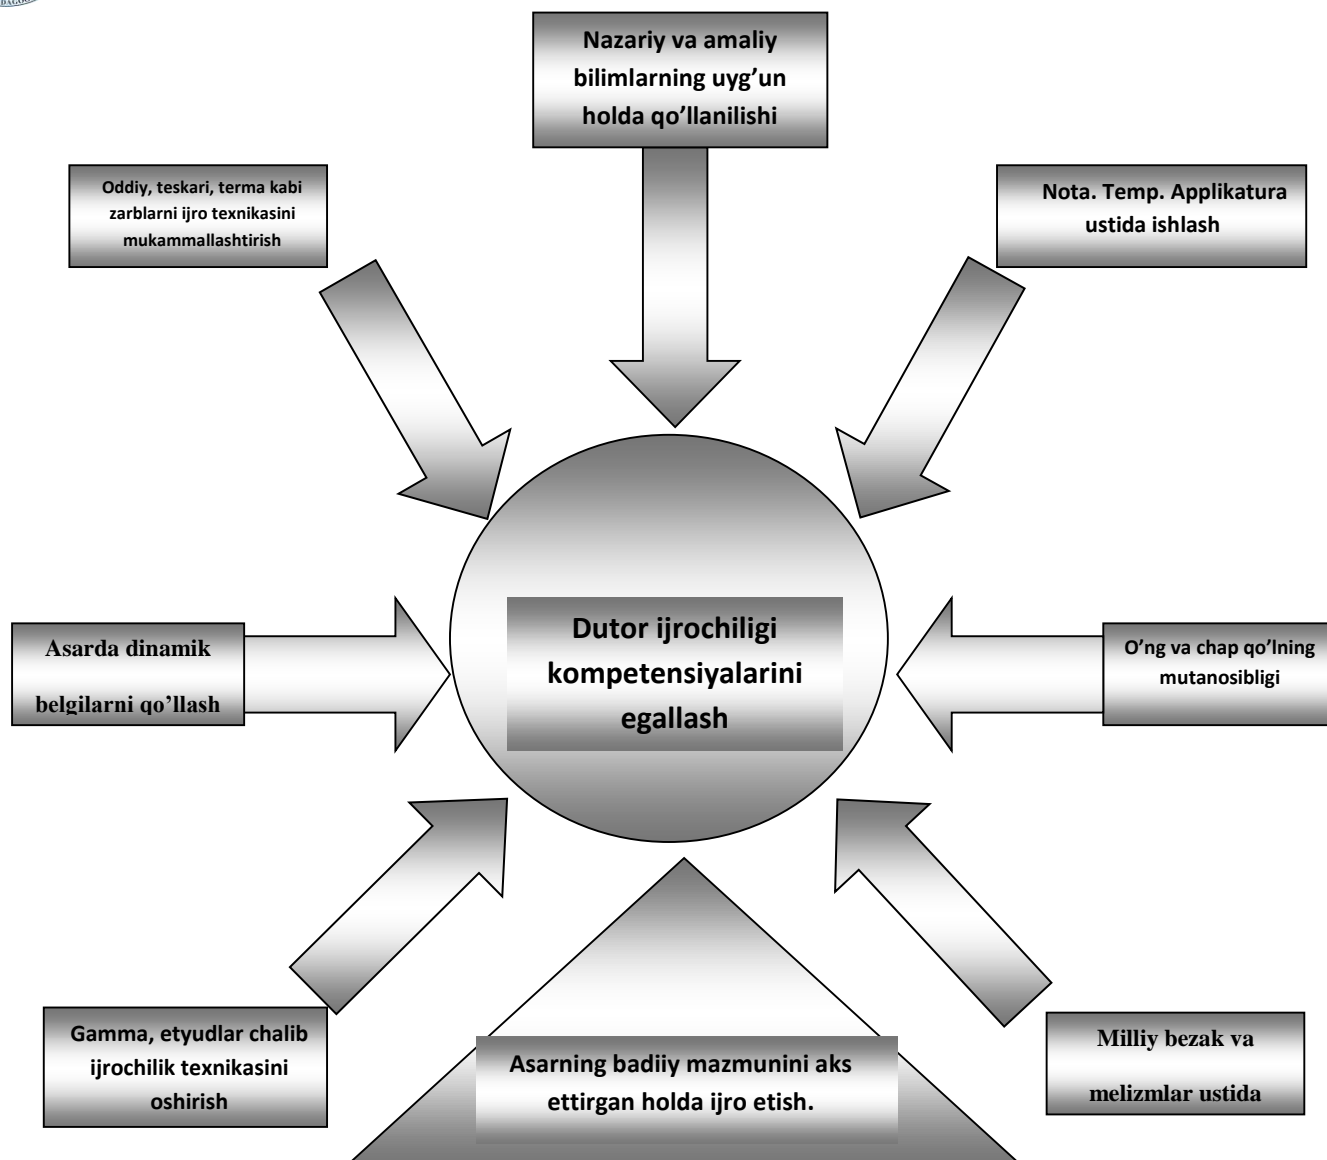 Nazariy va amaliy
bilimlarning uyg’un
holda qo’llanilishi
Oddiy, teskari, terma kabi
zarblarni ijro texnikasini
mukammallashtirish
Nota. Temp. Applikatura
ustida ishlash
Asarda dinamik
belgilarni qo’llash
Dutor ijrochiligi
kompetensiyalarini
egallash
O’ng va chap qo’lning
mutanosibligi
Gamma, etyudlar chalib
ijrochilik texnikasini
oshirish
Asarning badiiy mazmunini aks
ettirgan holda ijro etish.
Milliy bezak va
melizmlar ustida